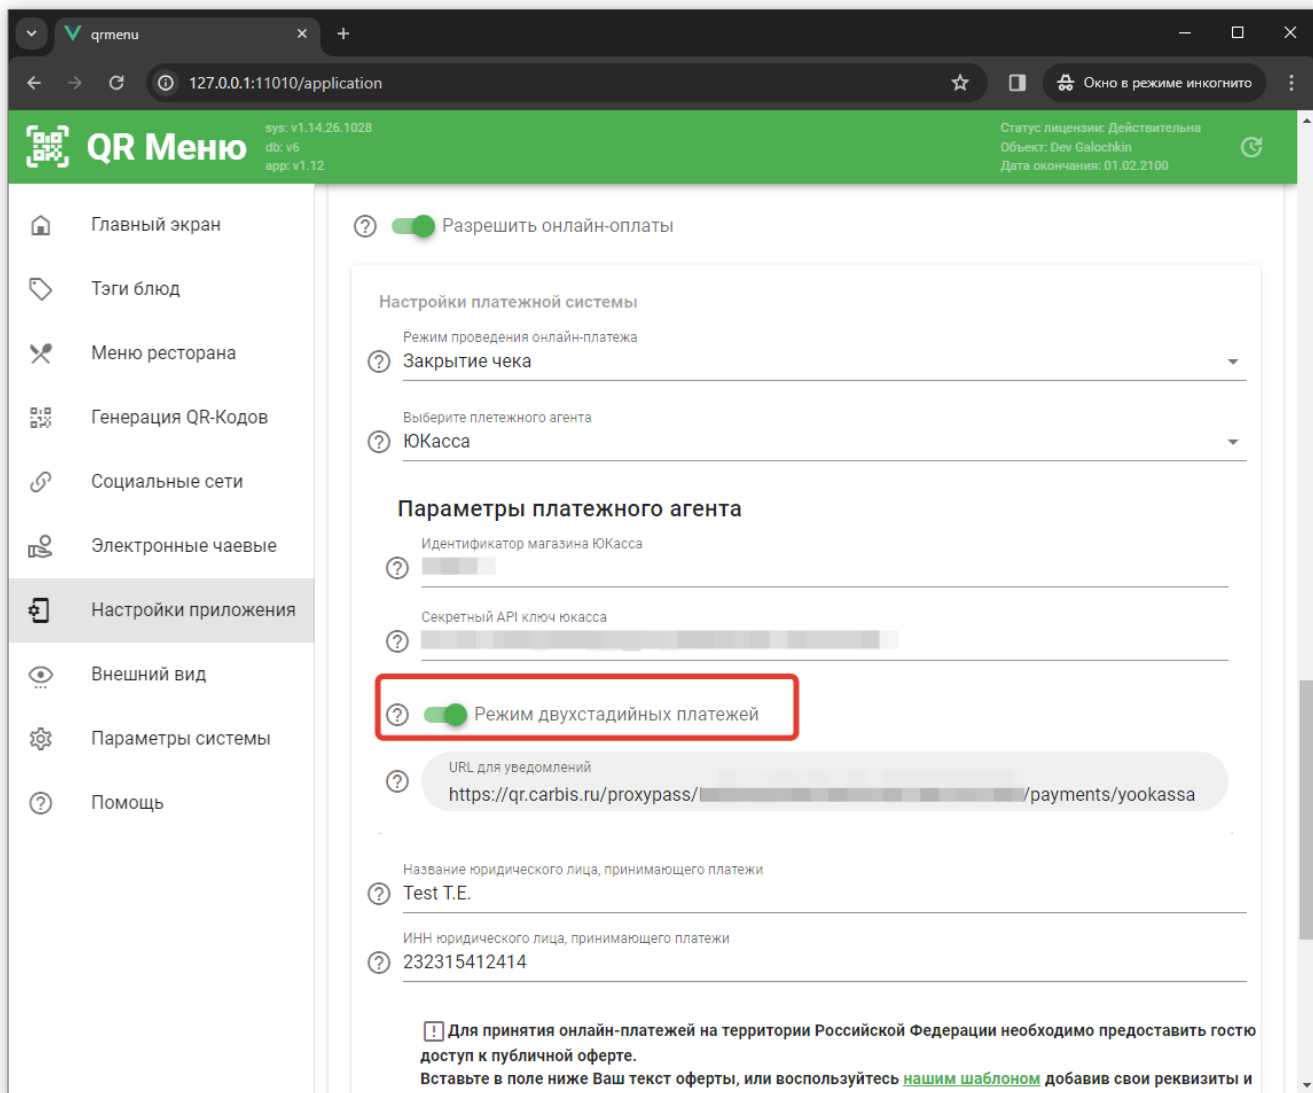 qrmenu
127.0.0.1:11010/application
Окно в режиме инкогнито
QR Меню
sys: v1.14.26.1028
db: v6
app: v1.12
Статус лицензии: Действительна
Объект: Dev Galochkin
Дата окончания: 01.02.2100
Главный экран
Тэги блюд
Меню ресторана
Генерация QR-Кодов
Социальные сети
Электронные чаевые
Настройки приложения
Внешний вид
Параметры системы
Помощь
Разрешить онлайн-оплаты
Настройки платежной системы
Режим проведения онлайн-платежа
Закрытие чека
Выберите плетежного агента
ЮКасса
Параметры платежного агента
Идентификатор магазина ЮКасса
Секретный API ключ юкасса
Режим двухстадийных платежей
URL для уведомлений
https://qr.carbis.ru/proxypass/ /payments/yookassa
Название юридического лица, принимающего платежи
Test T.E.
ИНН юридического лица, принимающего платежи
232315412414
Для принятия онлайн-платежей на территории Российской Федерации необходимо предоставить гостю
доступ к публичной оферте.
Вставьте в поле ниже Ваш текст оферты, или воспользуйтесь нашим шаблоном добавив свои реквизиты и